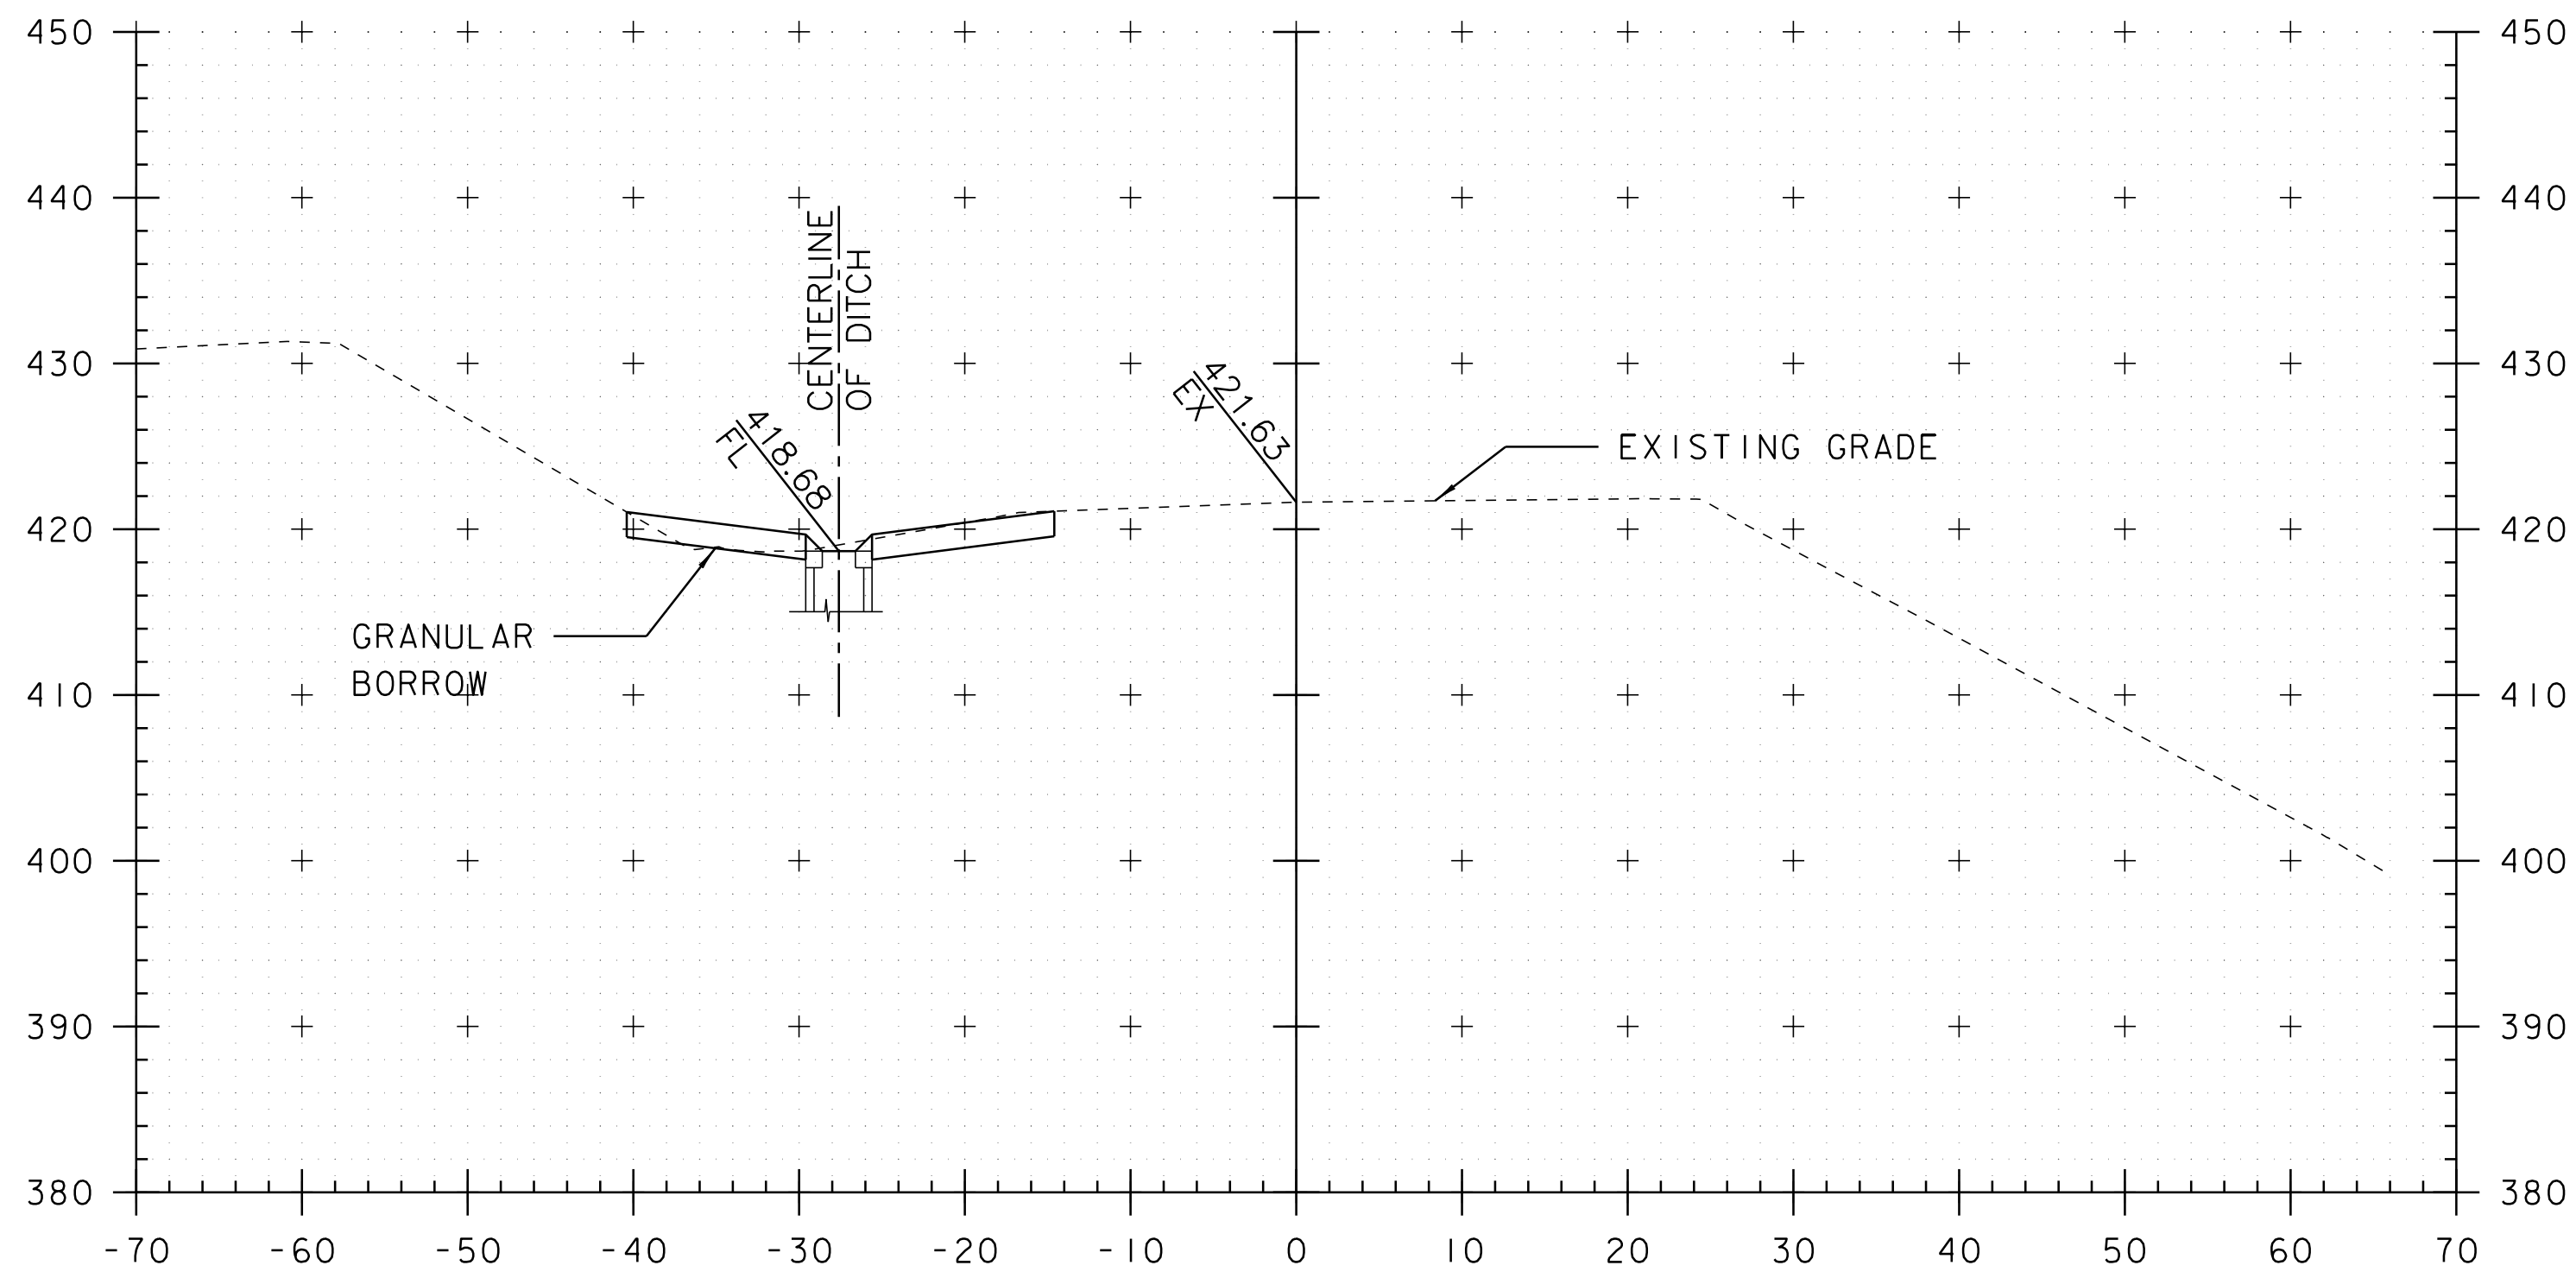 450 450
440 440
CENTERLINE
OF DITCH
430 430
421.63
EX
418.68
FL
EXISTING GRADE
420 420
GRANULAR
BORROW
410 410
400 400
390 390
380 380
-70 -60 -50 -40 -30 -20 -10 0 10 20 30 40 50 60 70